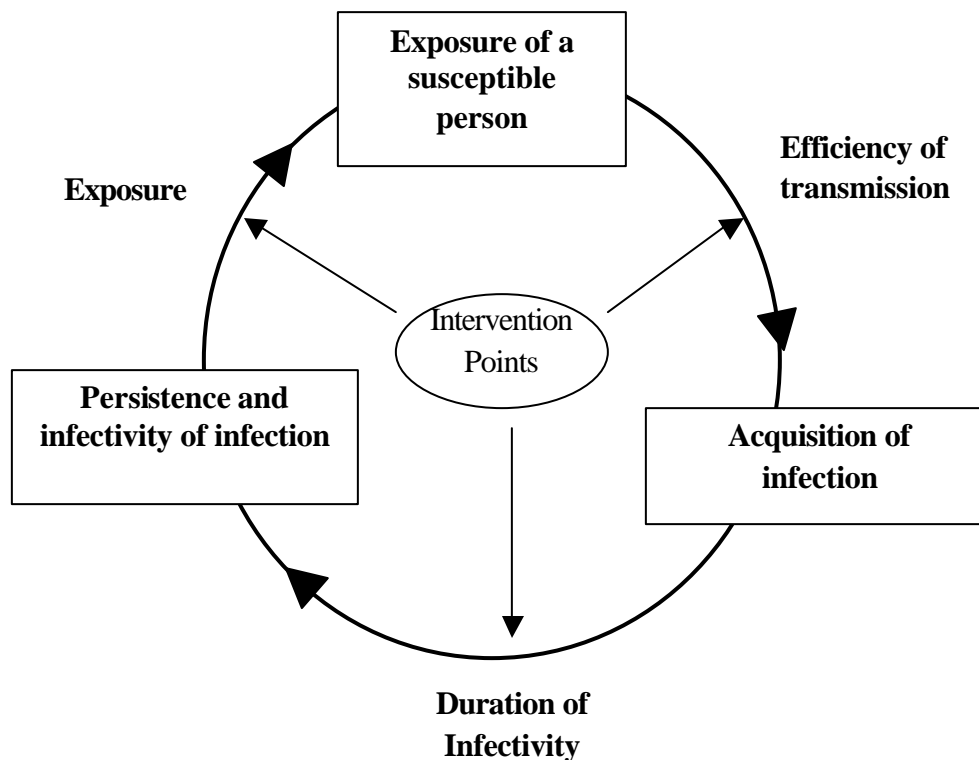 Exposure of a
susceptible
person
Efficiency of
transmission
Exposure
Intervention
Points
Persistence and
infectivity of infection
Acquisition of
infection
Duration of
Infectivity